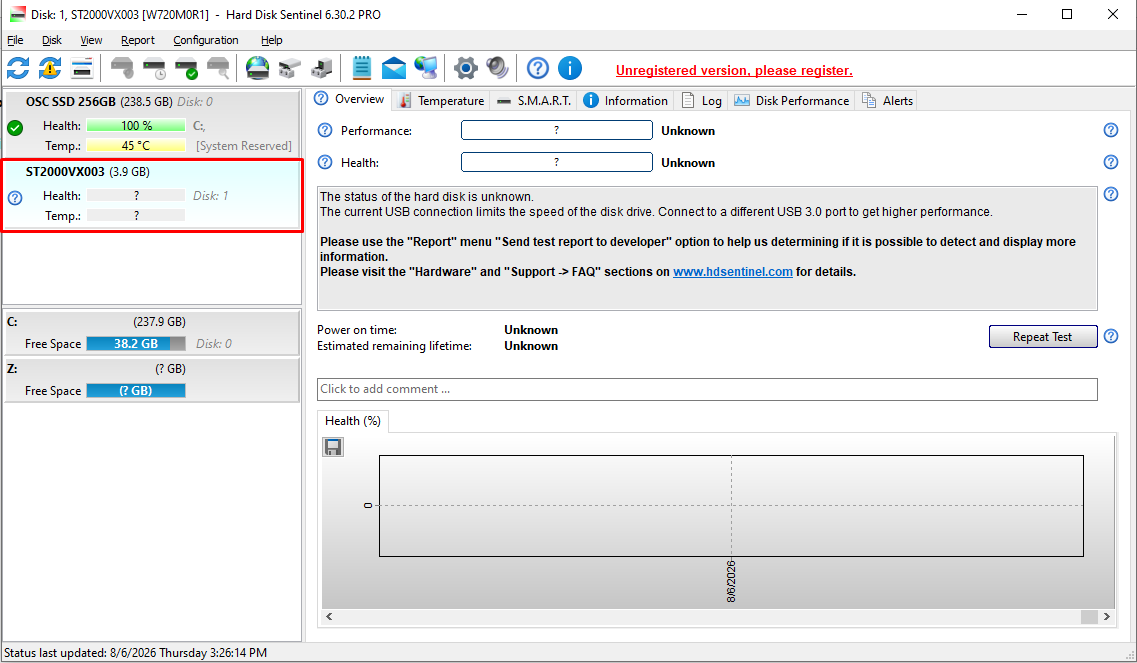 Disk: 1, ST2000VX003 [W720M0R1]  -  Hard Disk Sentinel 6.30.2 PRO
File Disk View Report Configuration Help
Unregistered version, please register.
OSC SSD 256GB (238.5 GB) Disk: 0
Health: 100 % C:,
Temp.: 45 °C [System Reserved]
ST2000VX003 (3.9 GB)
Health: ? Disk: 1
Temp.: ?
C: (237.9 GB)
Free Space 38.2 GB Disk: 0
Z: (? GB)
Free Space (? GB)
Overview Temperature S.M.A.R.T. Information Log Disk Performance Alerts
Performance: ? Unknown
Health: ? Unknown
The status of the hard disk is unknown.
The current USB connection limits the speed of the disk drive. Connect to a different USB 3.0 port to get higher performance.
Please use the "Report" menu "Send test report to developer" option to help us determining if it is possible to detect and display more
information.
Please visit the "Hardware" and "Support -> FAQ" sections on www.hdsentinel.com for details.
Power on time: Unknown
Estimated remaining lifetime: Unknown
Repeat Test
Click to add comment ...
Health (%)
0
8/6/2026
Status last updated: 8/6/2026 Thursday 3:26:14 PM